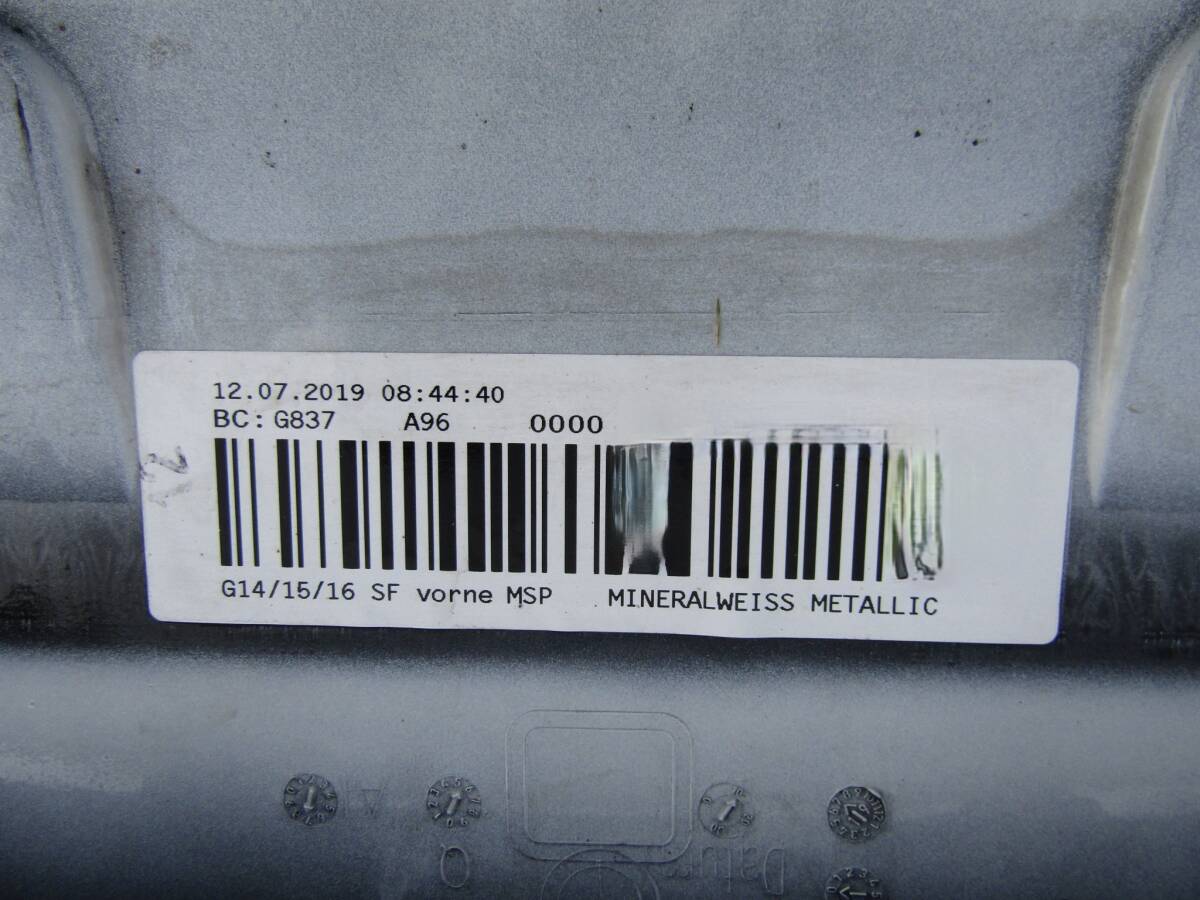 12.07.2019 08:44:40
BC: G837 A96 0000
G14/15/16 SF vorne MSP MINERALWEISS METALLIC